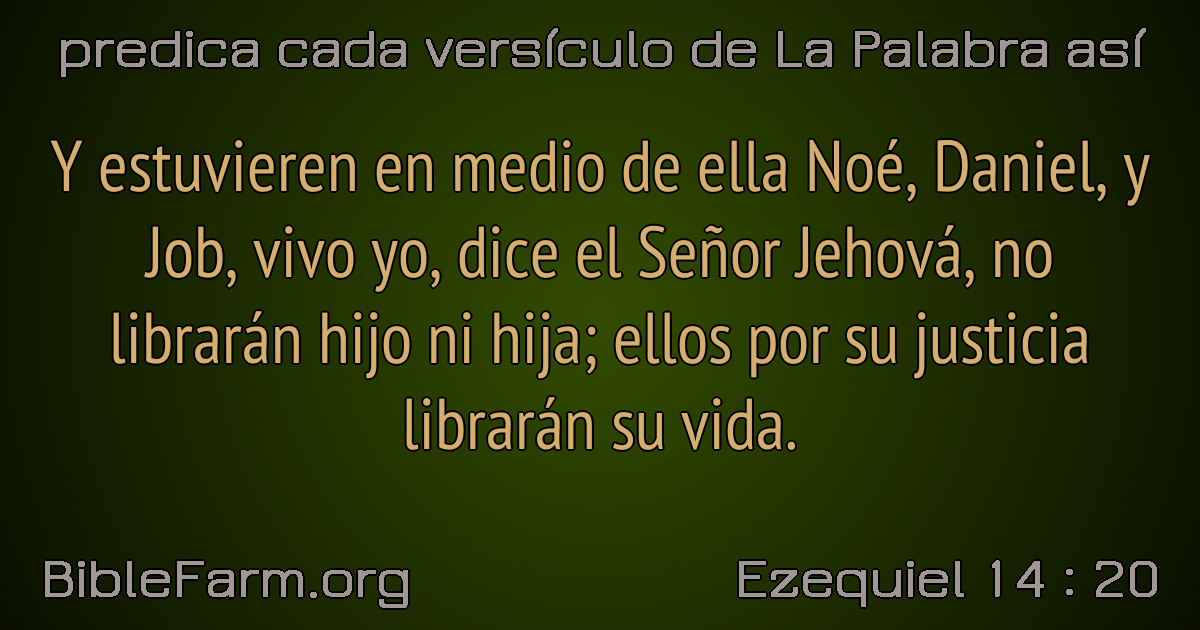 predica cada versículo de La Palabra así
Y estuvieren en medio de ella Noé, Daniel, y
Job, vivo yo, dice el Señor Jehová, no
librarán hijo ni hija; ellos por su justicia
librarán su vida.
BibleFarm.org
Ezequiel 14 : 20